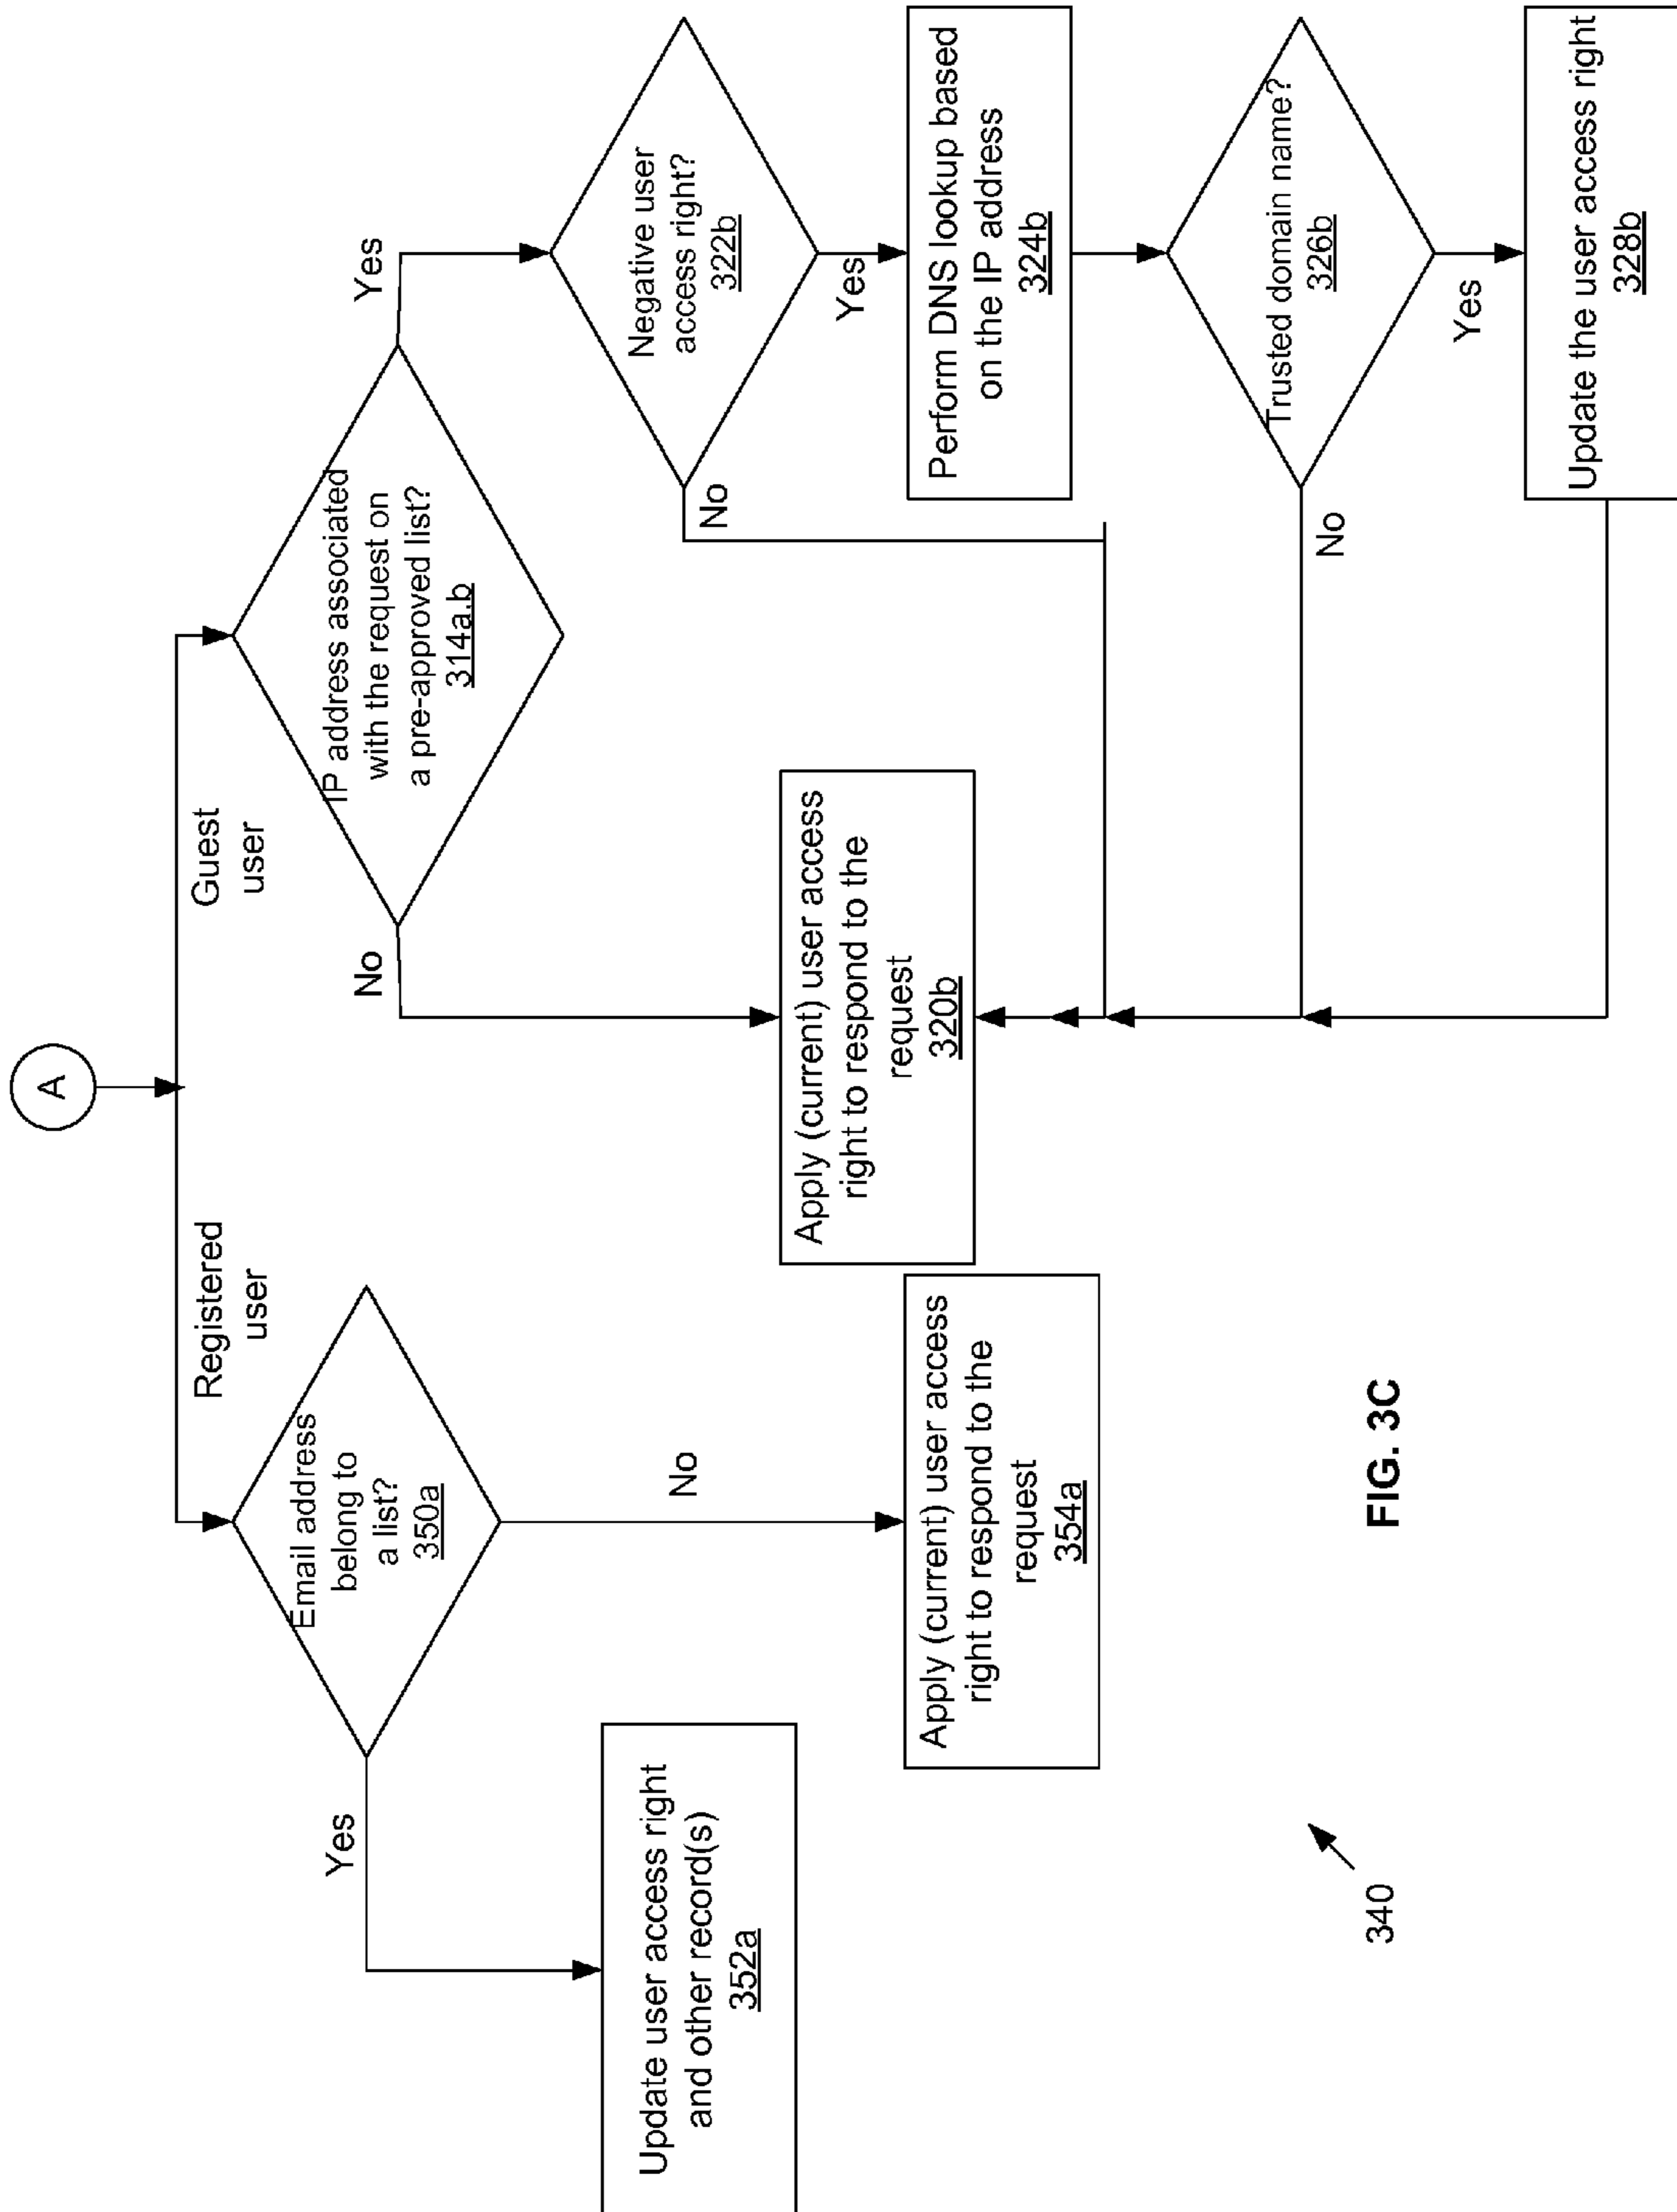 A
Registered
user
Guest
user
Email address
belong to
a list?
350a
Yes
No
Update user access right
and other record(s)
352a
Apply (current) user access
right to respond to the
request
354a
IP address associated
with the request on
a pre-approved list?
314a.b
No
Yes
Apply (current) user access
right to respond to the
request
320b
Negative user
access right?
322b
No
Yes
Perform DNS lookup based
on the IP address
324b
Trusted domain name?
326b
No
Yes
Update the user access right
328b
340
FIG. 3C